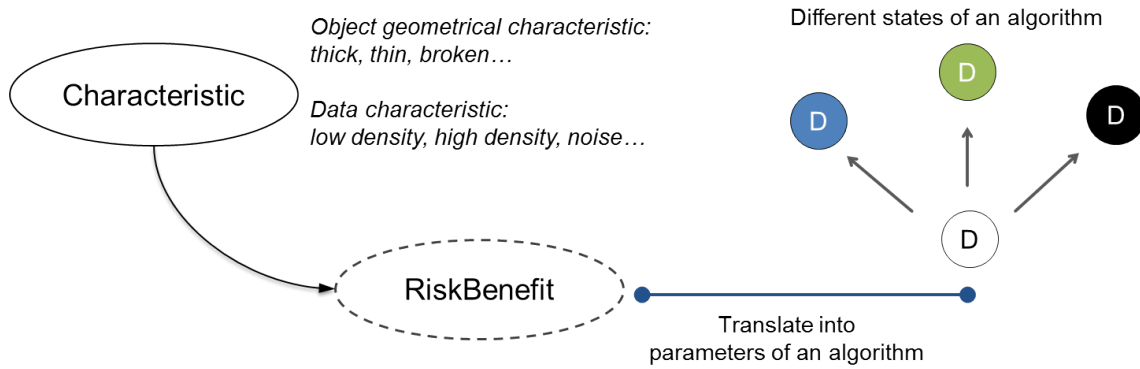 Characteristic
Object geometrical characteristic:
thick, thin, broken…
Data characteristic:
low density, high density, noise…
Different states of an algorithm
D
D
D
D
RiskBenefit
Translate into
parameters of an algorithm